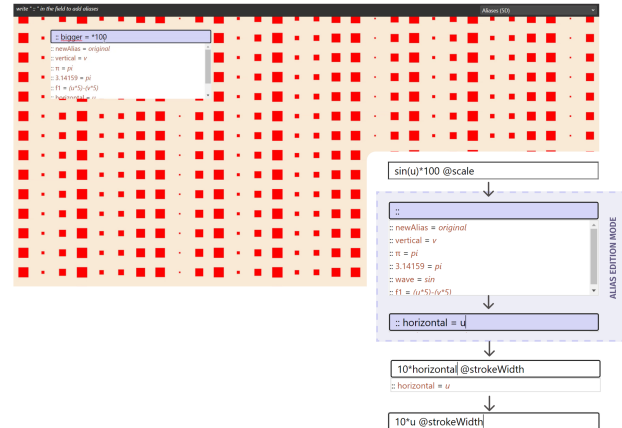 write " :: " in the field to add aliases
Aliases (50)
:: bigger = *100
:: newAlias = original
:: vertical = v
:: π = pi
:: 3.14159 = pi
:: f1 = (u*5)-(v*5)
:: horizontal = u
sin(u)*100 @scale
::
:: newAlias = original
:: vertical = v
:: π = pi
:: 3.14159 = pi
:: wave = sin
:: f1 = (u*5)-(v*5)
:: horizontal = u
ALIAS EDITION MODE
10*horizontal @strokeWidth
:: horizontal = u
10*u @strokeWidth